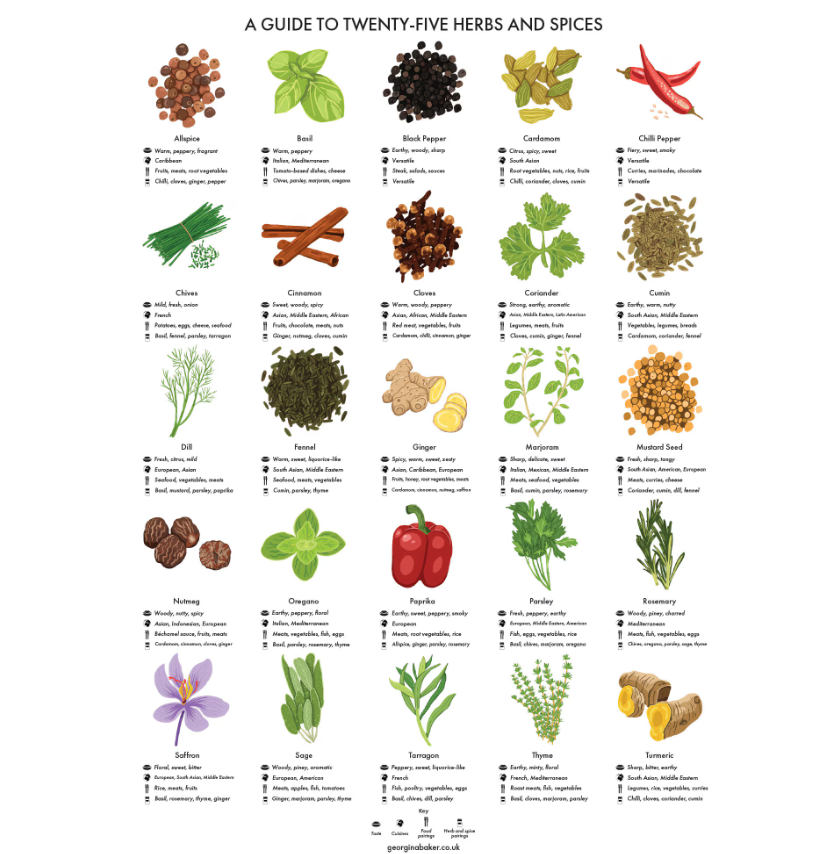 A GUIDE TO TWENTY-FIVE HERBS AND SPICES
Allspice
Warm, peppery, fragrant
Caribbean
Fruits, meats, root vegetables
Chilli, cloves, ginger, pepper
Basil
Warm, peppery
Italian, Mediterranean
Tomato-based dishes, cheese
Chives, parsley, marjoram, oregano
Black Pepper
Earthy, woody, sharp
Versatile
Steak, salads, sauces
Versatile
Cardamom
Citrus, spicy, sweet
South Asian
Root vegetables, nuts, rice, fruits
Chilli, coriander, cloves, cumin
Chilli Pepper
Fiery, sweet, smoky
Versatile
Curries, marinades, chocolate
Versatile
Chives
Mild, fresh, onion
French
Potatoes, eggs, cheese, seafood
Basil, fennel, parsley, tarragon
Cinnamon
Sweet, woody, spicy
Asian, Middle Eastern, African
Fruits, chocolate, meats, nuts
Ginger, nutmeg, cloves, cumin
Cloves
Warm, woody, peppery
Asian, African, Middle Eastern
Red meat, vegetables, fruits
Cardamom, chilli, cinnamon, ginger
Coriander
Strong, earthy, aromatic
Asian, Middle Eastern, Latin American
Legumes, meats, fruits
Cloves, cumin, ginger, fennel
Cumin
Earthy, warm, nutty
South Asian, Middle Eastern
Vegetables, legumes, breads
Cardamom, coriander, fennel
Dill
Fresh, citrus, mild
European, Asian
Seafood, vegetables, meats
Basil, mustard, parsley, paprika
Fennel
Warm, sweet, liquorice-like
South Asian, Middle Eastern
Seafood, meats, vegetables
Cumin, parsley, thyme
Ginger
Spicy, warm, sweet, zesty
Asian, Caribbean, European
Fruits, honey, root vegetables, meats
Cardamom, cinnamon, nutmeg, saffron
Marjoram
Sharp, delicate, sweet
Italian, Mexican, Middle Eastern
Meats, seafood, vegetables
Basil, cumin, parsley, rosemary
Mustard Seed
Fresh, sharp, tangy
South Asian, American, European
Meats, curries, cheese
Coriander, cumin, dill, fennel
Nutmeg
Woody, nutty, spicy
Asian, Indonesian, European
Béchamel sauce, fruits, meats
Cardamom, cinnamon, cloves, ginger
Oregano
Earthy, peppery, floral
Italian, Mediterranean
Meats, vegetables, fish, eggs
Basil, parsley, rosemary, thyme
Paprika
Earthy, sweet, peppery, smoky
European
Meats, root vegetables, rice
Allspice, ginger, parsley, rosemary
Parsley
Fresh, peppery, earthy
European, Middle Eastern, American
Fish, eggs, vegetables, rice
Basil, chives, marjoram, oregano
Rosemary
Woody, piney, charred
Mediterranean
Meats, fish, vegetables, eggs
Chives, oregano, parsley, sage, thyme
Saffron
Floral, sweet, bitter
European, South Asian, Middle Eastern
Rice, meats, fruits
Basil, rosemary, thyme, ginger
Sage
Woody, piney, aromatic
European, American
Meats, apples, fish, tomatoes
Ginger, marjoram, parsley, thyme
Tarragon
Peppery, sweet, liquorice-like
French
Fish, poultry, vegetables, eggs
Basil, chives, dill, parsley
Thyme
Earthy, minty, floral
French, Mediterranean
Roast meats, fish, vegetables
Basil, cloves, marjoram, parsley
Turmeric
Sharp, bitter, earthy
South Asian, Middle Eastern
Legumes, rice, vegetables, curries
Chilli, cloves, coriander, cumin
Key
Taste
Cuisines
Food
pairings
Herb and spice
pairings
georginabaker.co.uk